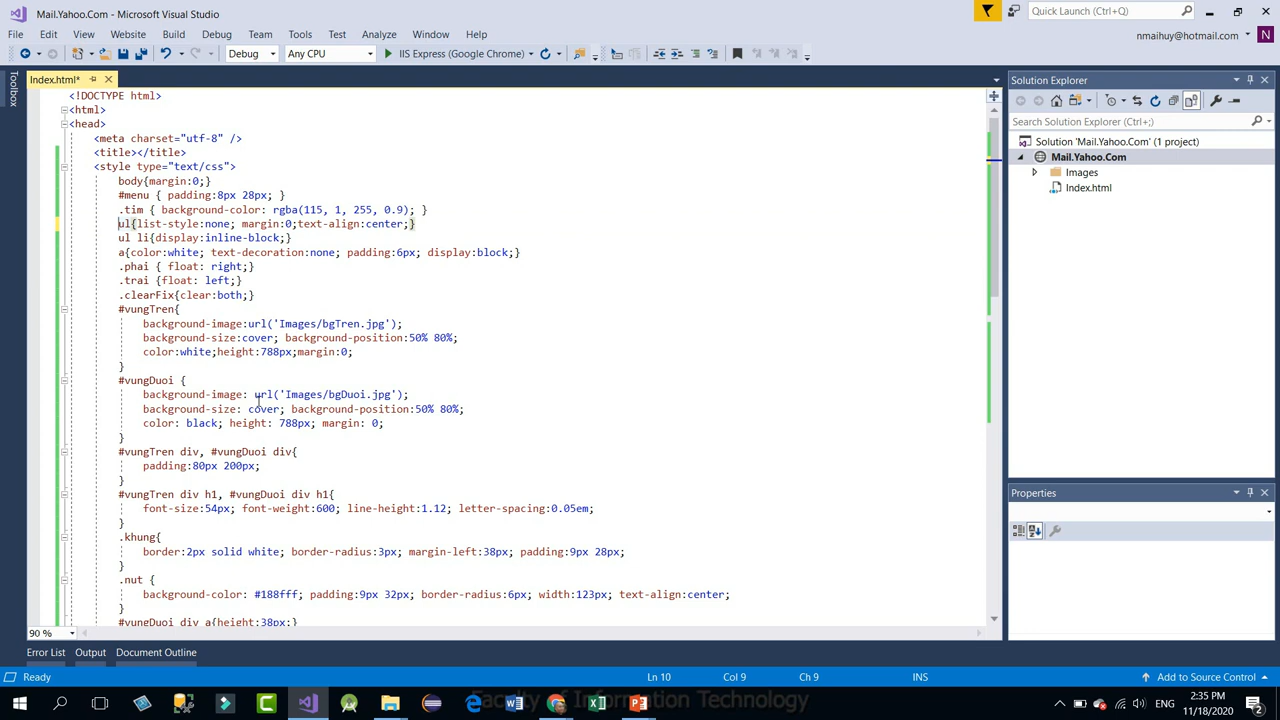 Mail.Yahoo.Com - Microsoft Visual Studio
Quick Launch (Ctrl+Q)
File Edit View Website Build Debug Team Tools Test Analyze Window Help
nmaihuy@hotmail.com N
Debug Any CPU IIS Express (Google Chrome)
Toolbox
Index.html*
<!DOCTYPE html>
<html>
<head>
<meta charset="utf-8" />
<title></title>
<style type="text/css">
body{margin:0;}
#menu { padding:8px 28px; }
.tim { background-color: rgba(115, 1, 255, 0.9); }
ul{list-style:none; margin:0;text-align:center;}
ul li{display:inline-block;}
a{color:white; text-decoration:none; padding:6px; display:block;}
.phai { float: right;}
.trai {float: left;}
.clearFix{clear:both;}
#vungTren{
background-image:url('Images/bgTren.jpg');
background-size:cover; background-position:50% 80%;
color:white;height:788px;margin:0;
}
#vungDuoi {
background-image: url('Images/bgDuoi.jpg');
background-size: cover; background-position:50% 80%;
color: black; height: 788px; margin: 0;
}
#vungTren div, #vungDuoi div{
padding:80px 200px;
}
#vungTren div h1, #vungDuoi div h1{
font-size:54px; font-weight:600; line-height:1.12; letter-spacing:0.05em;
}
.khung{
border:2px solid white; border-radius:3px; margin-left:38px; padding:9px 28px;
}
.nut {
background-color: #188fff; padding:9px 32px; border-radius:6px; width:123px; text-align:center;
}
#vungDuoi div a{height:38px;}
90 %
Solution Explorer
Search Solution Explorer (Ctrl+;)
Solution 'Mail.Yahoo.Com' (1 project)
Mail.Yahoo.Com
Images
Index.html
Properties
Error List Output Document Outline
Ready Ln 10 Col 9 Ch 9 INS Add to Source Control
Faculty of Information Technology
2:35 PM
11/18/2020
2